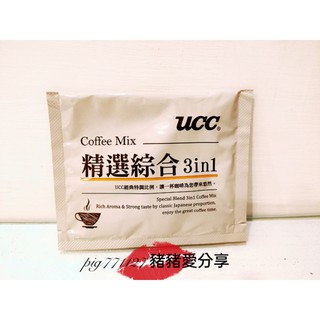 ucc®
Coffee Mix
精選綜合 3in1
UCC經典特調比例，讓一杯咖啡為您帶來悠然。
Special Blend 3in1 Coffee Mix
Rich Aroma & Strong taste by classic Japanese proportion,
enjoy the great coffee time.
豬豬愛分享